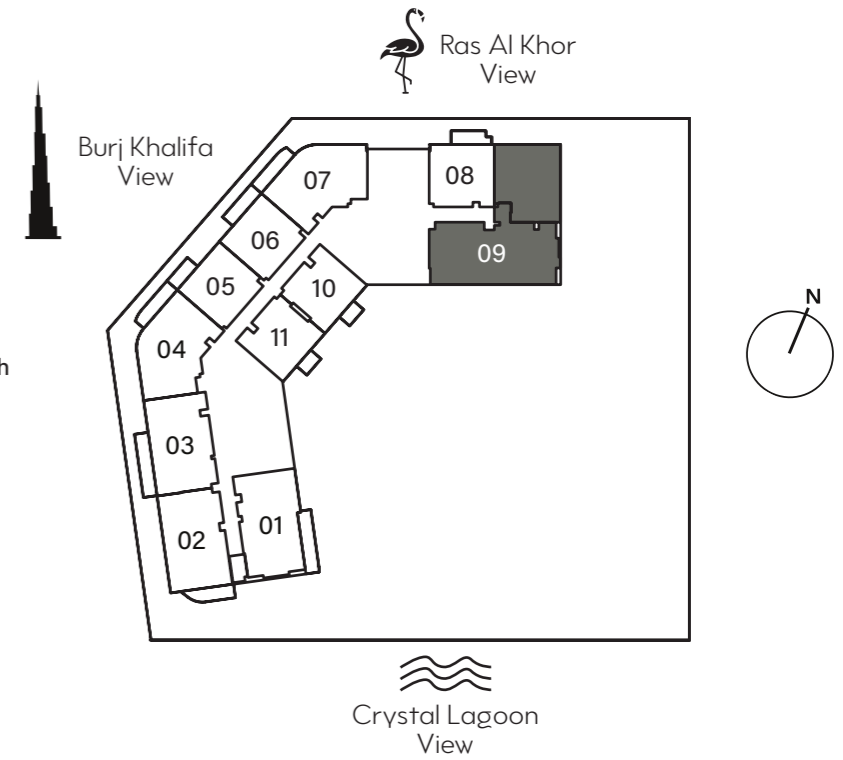 Ras Al Khor
View
Burj Khalifa
View
07
08
06
09
05
10
N
11
04
h
03
01
02
Crystal Lagoon
View